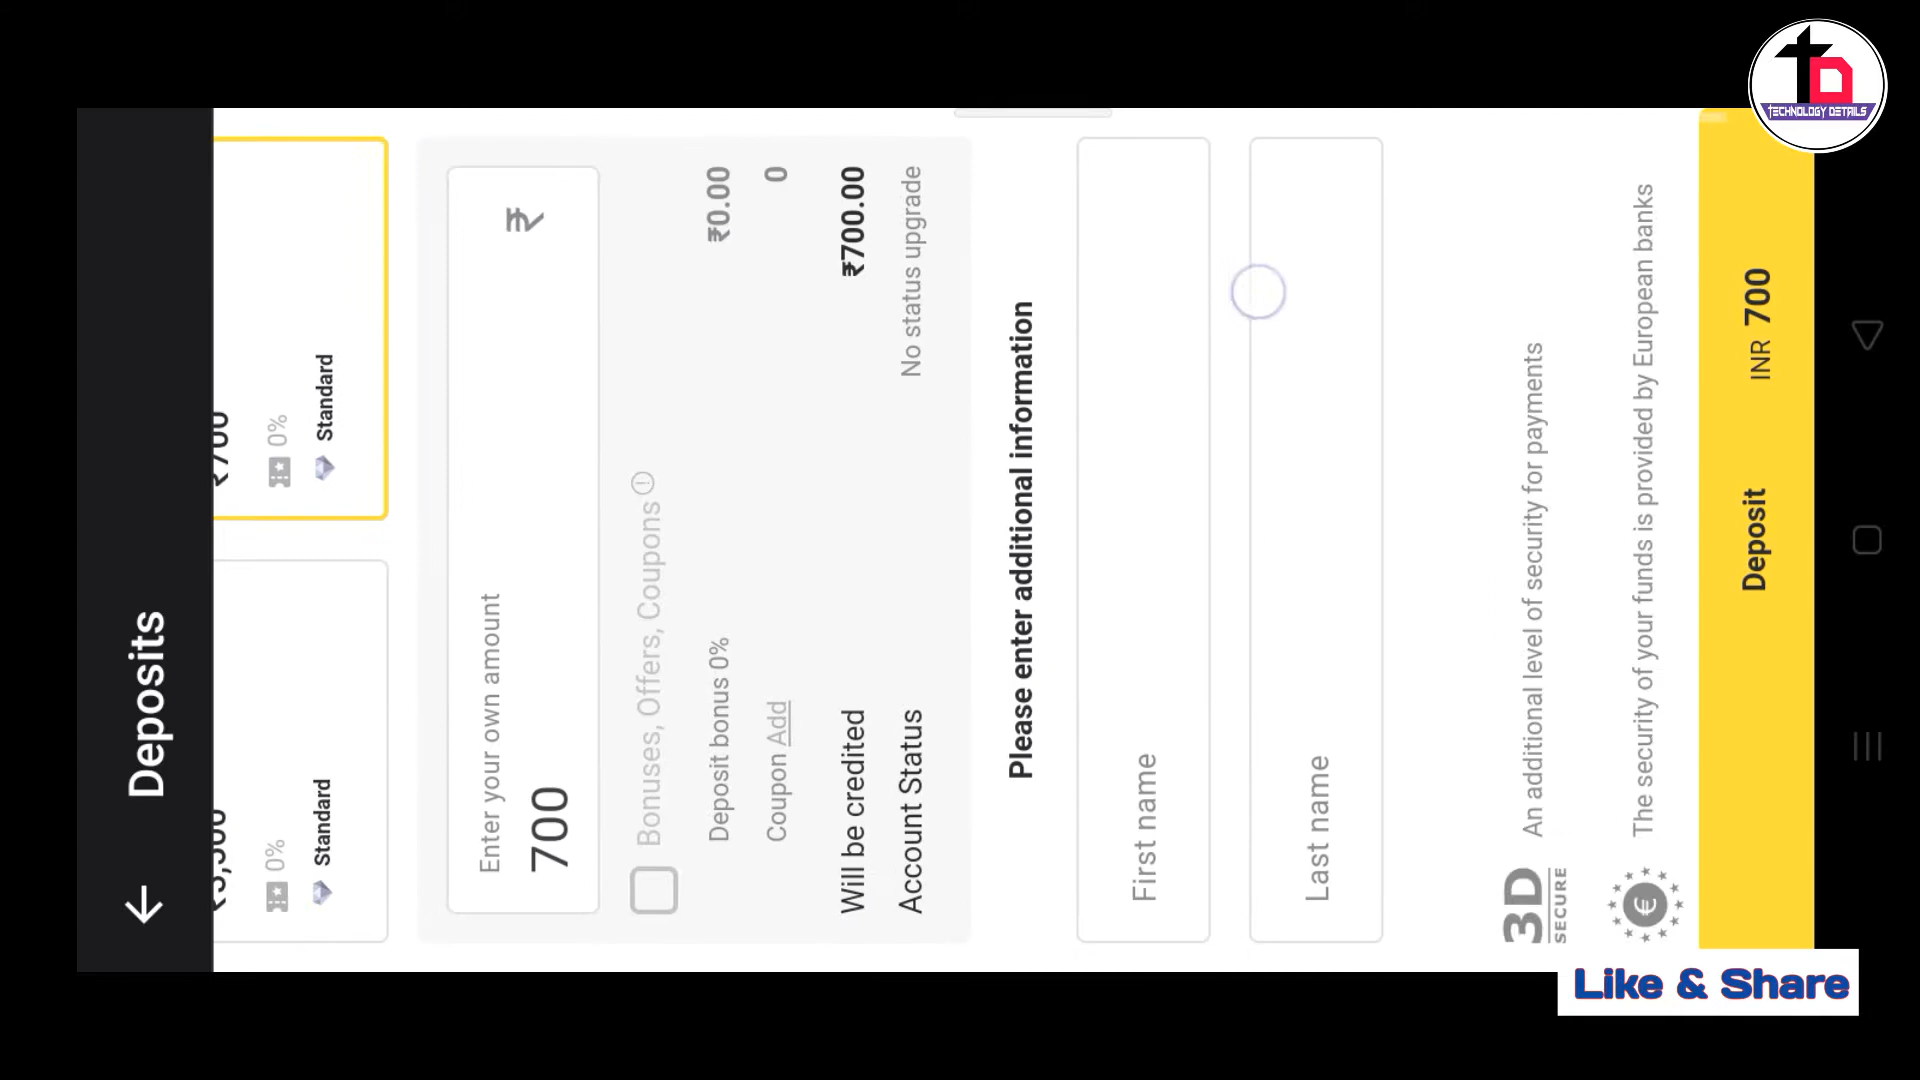 Deposits
₹3,500
₹700
0%
0%
Standard
Standard
Enter your own amount
700
₹
Bonuses, Offers, Coupons
Deposit bonus 0%
₹0.00
Coupon Add
0
Will be credited
₹700.00
Account Status
No status upgrade
Please enter additional information
First name
Last name
3D
SECURE
An additional level of security for payments
€
The security of your funds is provided by European banks
Deposit
INR 700
TECHNOLOGY DETAILS
Like & Share